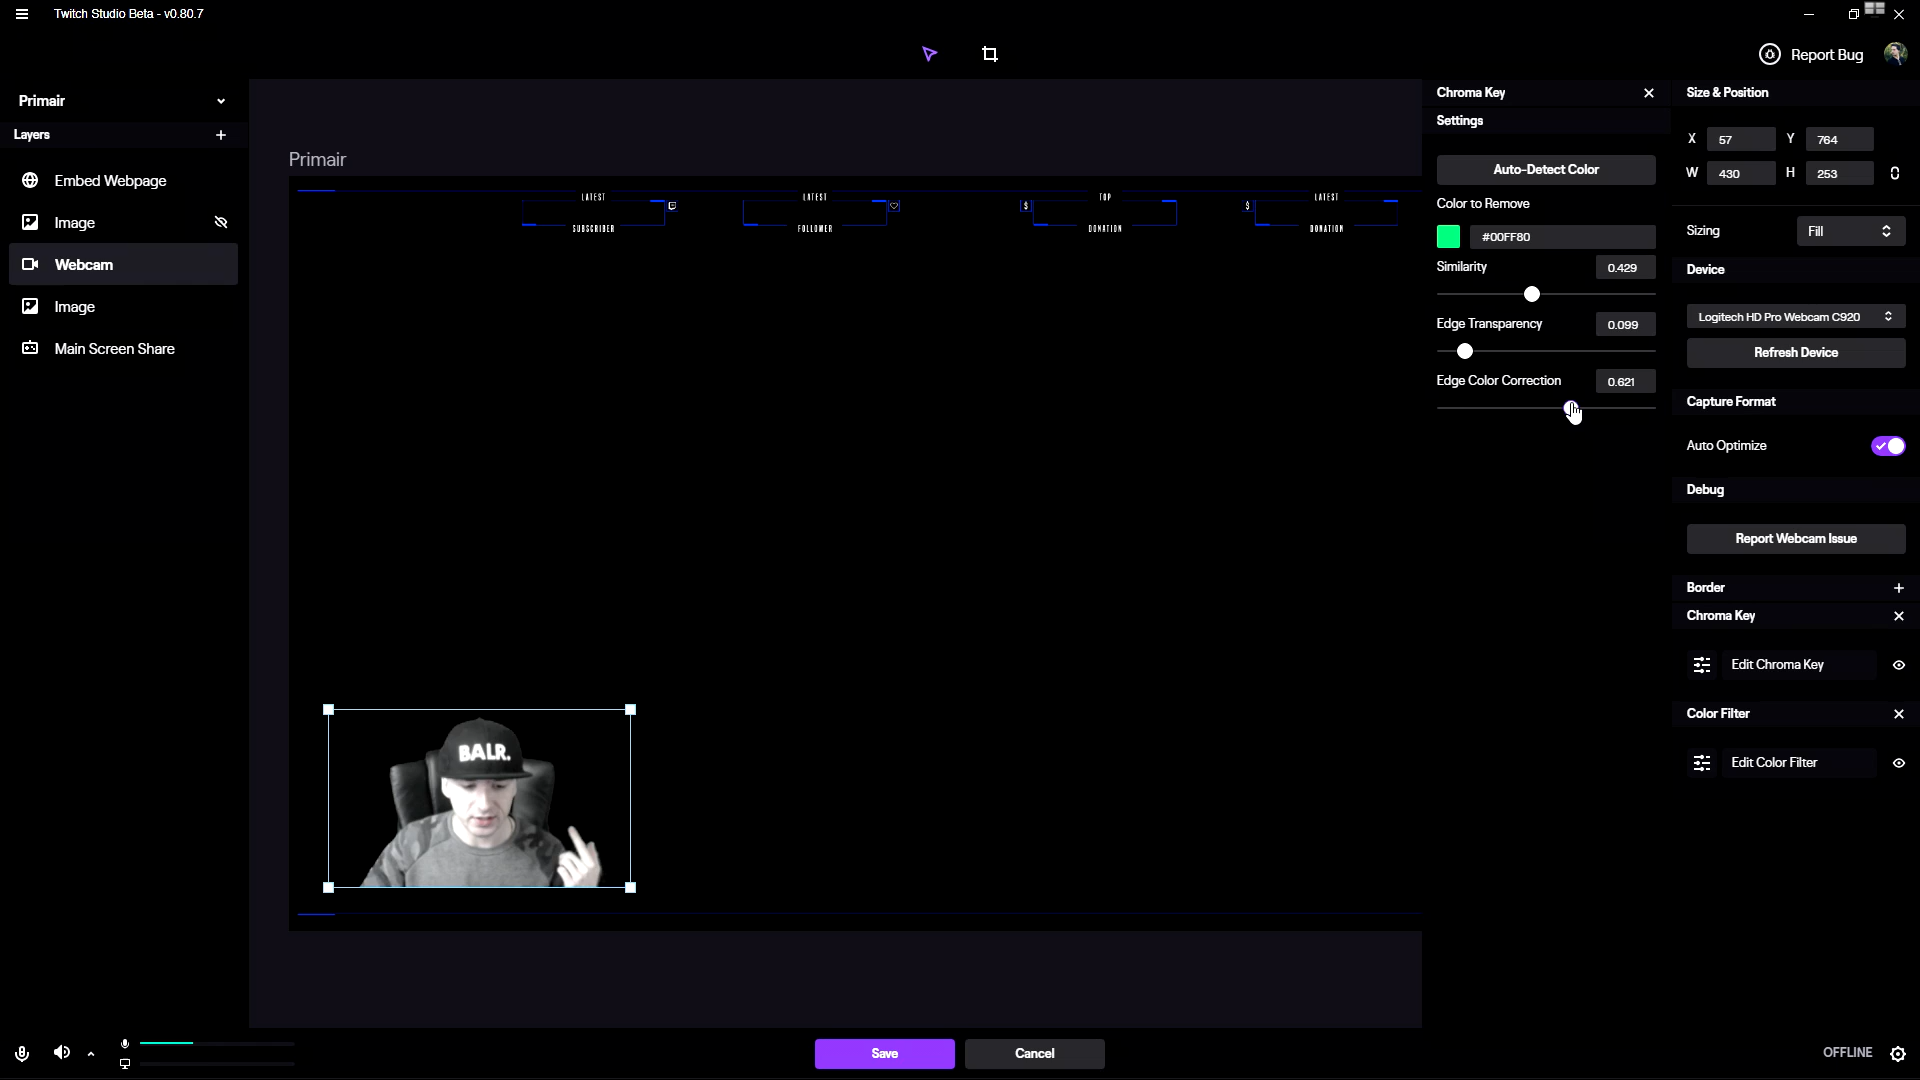 Twitch Studio Beta - v0.80.7
Report Bug
Primair
Layers
Embed Webpage
Image
Webcam
Image
Main Screen Share
Primair
LATEST
SUBSCRIBER
LATEST
FOLLOWER
$
TOP
DONATION
$
LATEST
DONATION
BALR.
Chroma Key
Settings
Auto-Detect Color
Color to Remove
#00FF80
Similarity 0.429
Edge Transparency 0.099
Edge Color Correction 0.621
Size & Position
X 57 Y 764
W 430 H 253
Sizing Fill
Device
Logitech HD Pro Webcam C920
Refresh Device
Capture Format
Auto Optimize
Debug
Report Webcam Issue
Border
Chroma Key
Edit Chroma Key
Color Filter
Edit Color Filter
Save
Cancel
OFFLINE